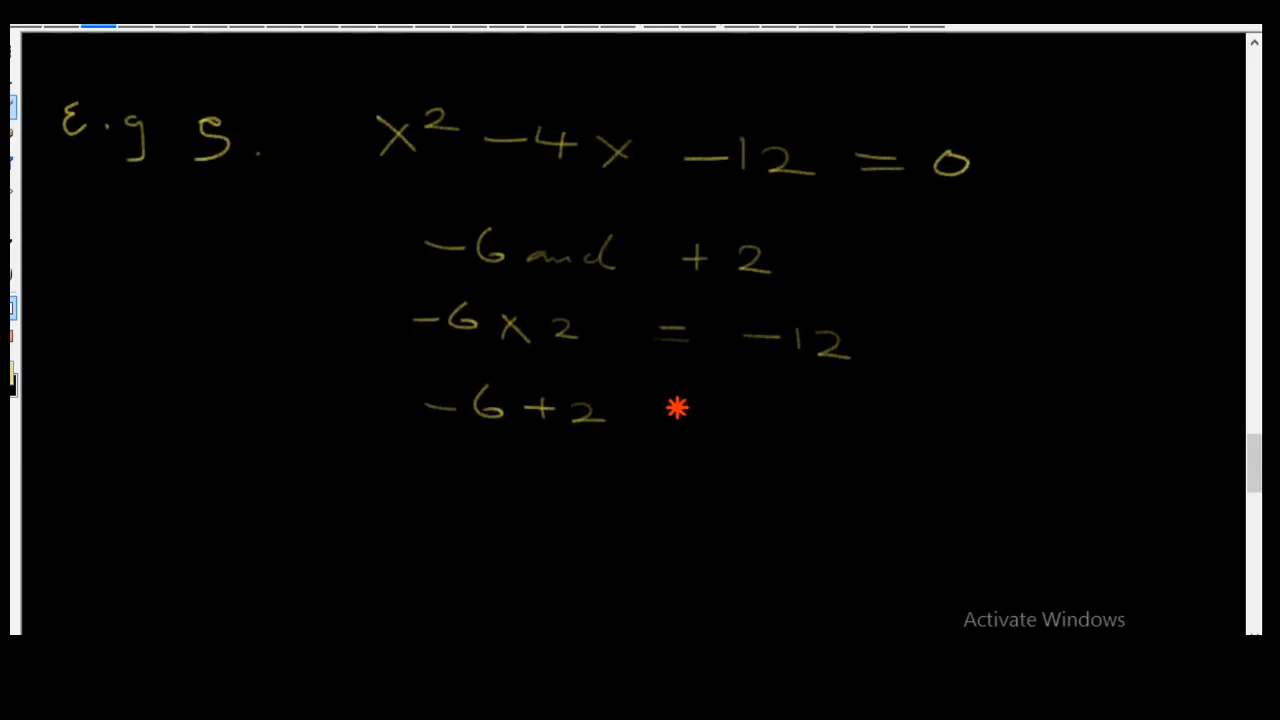 E.g 5. x² -4x -12 = 0
-6 and +2
-6 x 2 = -12
-6 + 2
Activate Windows